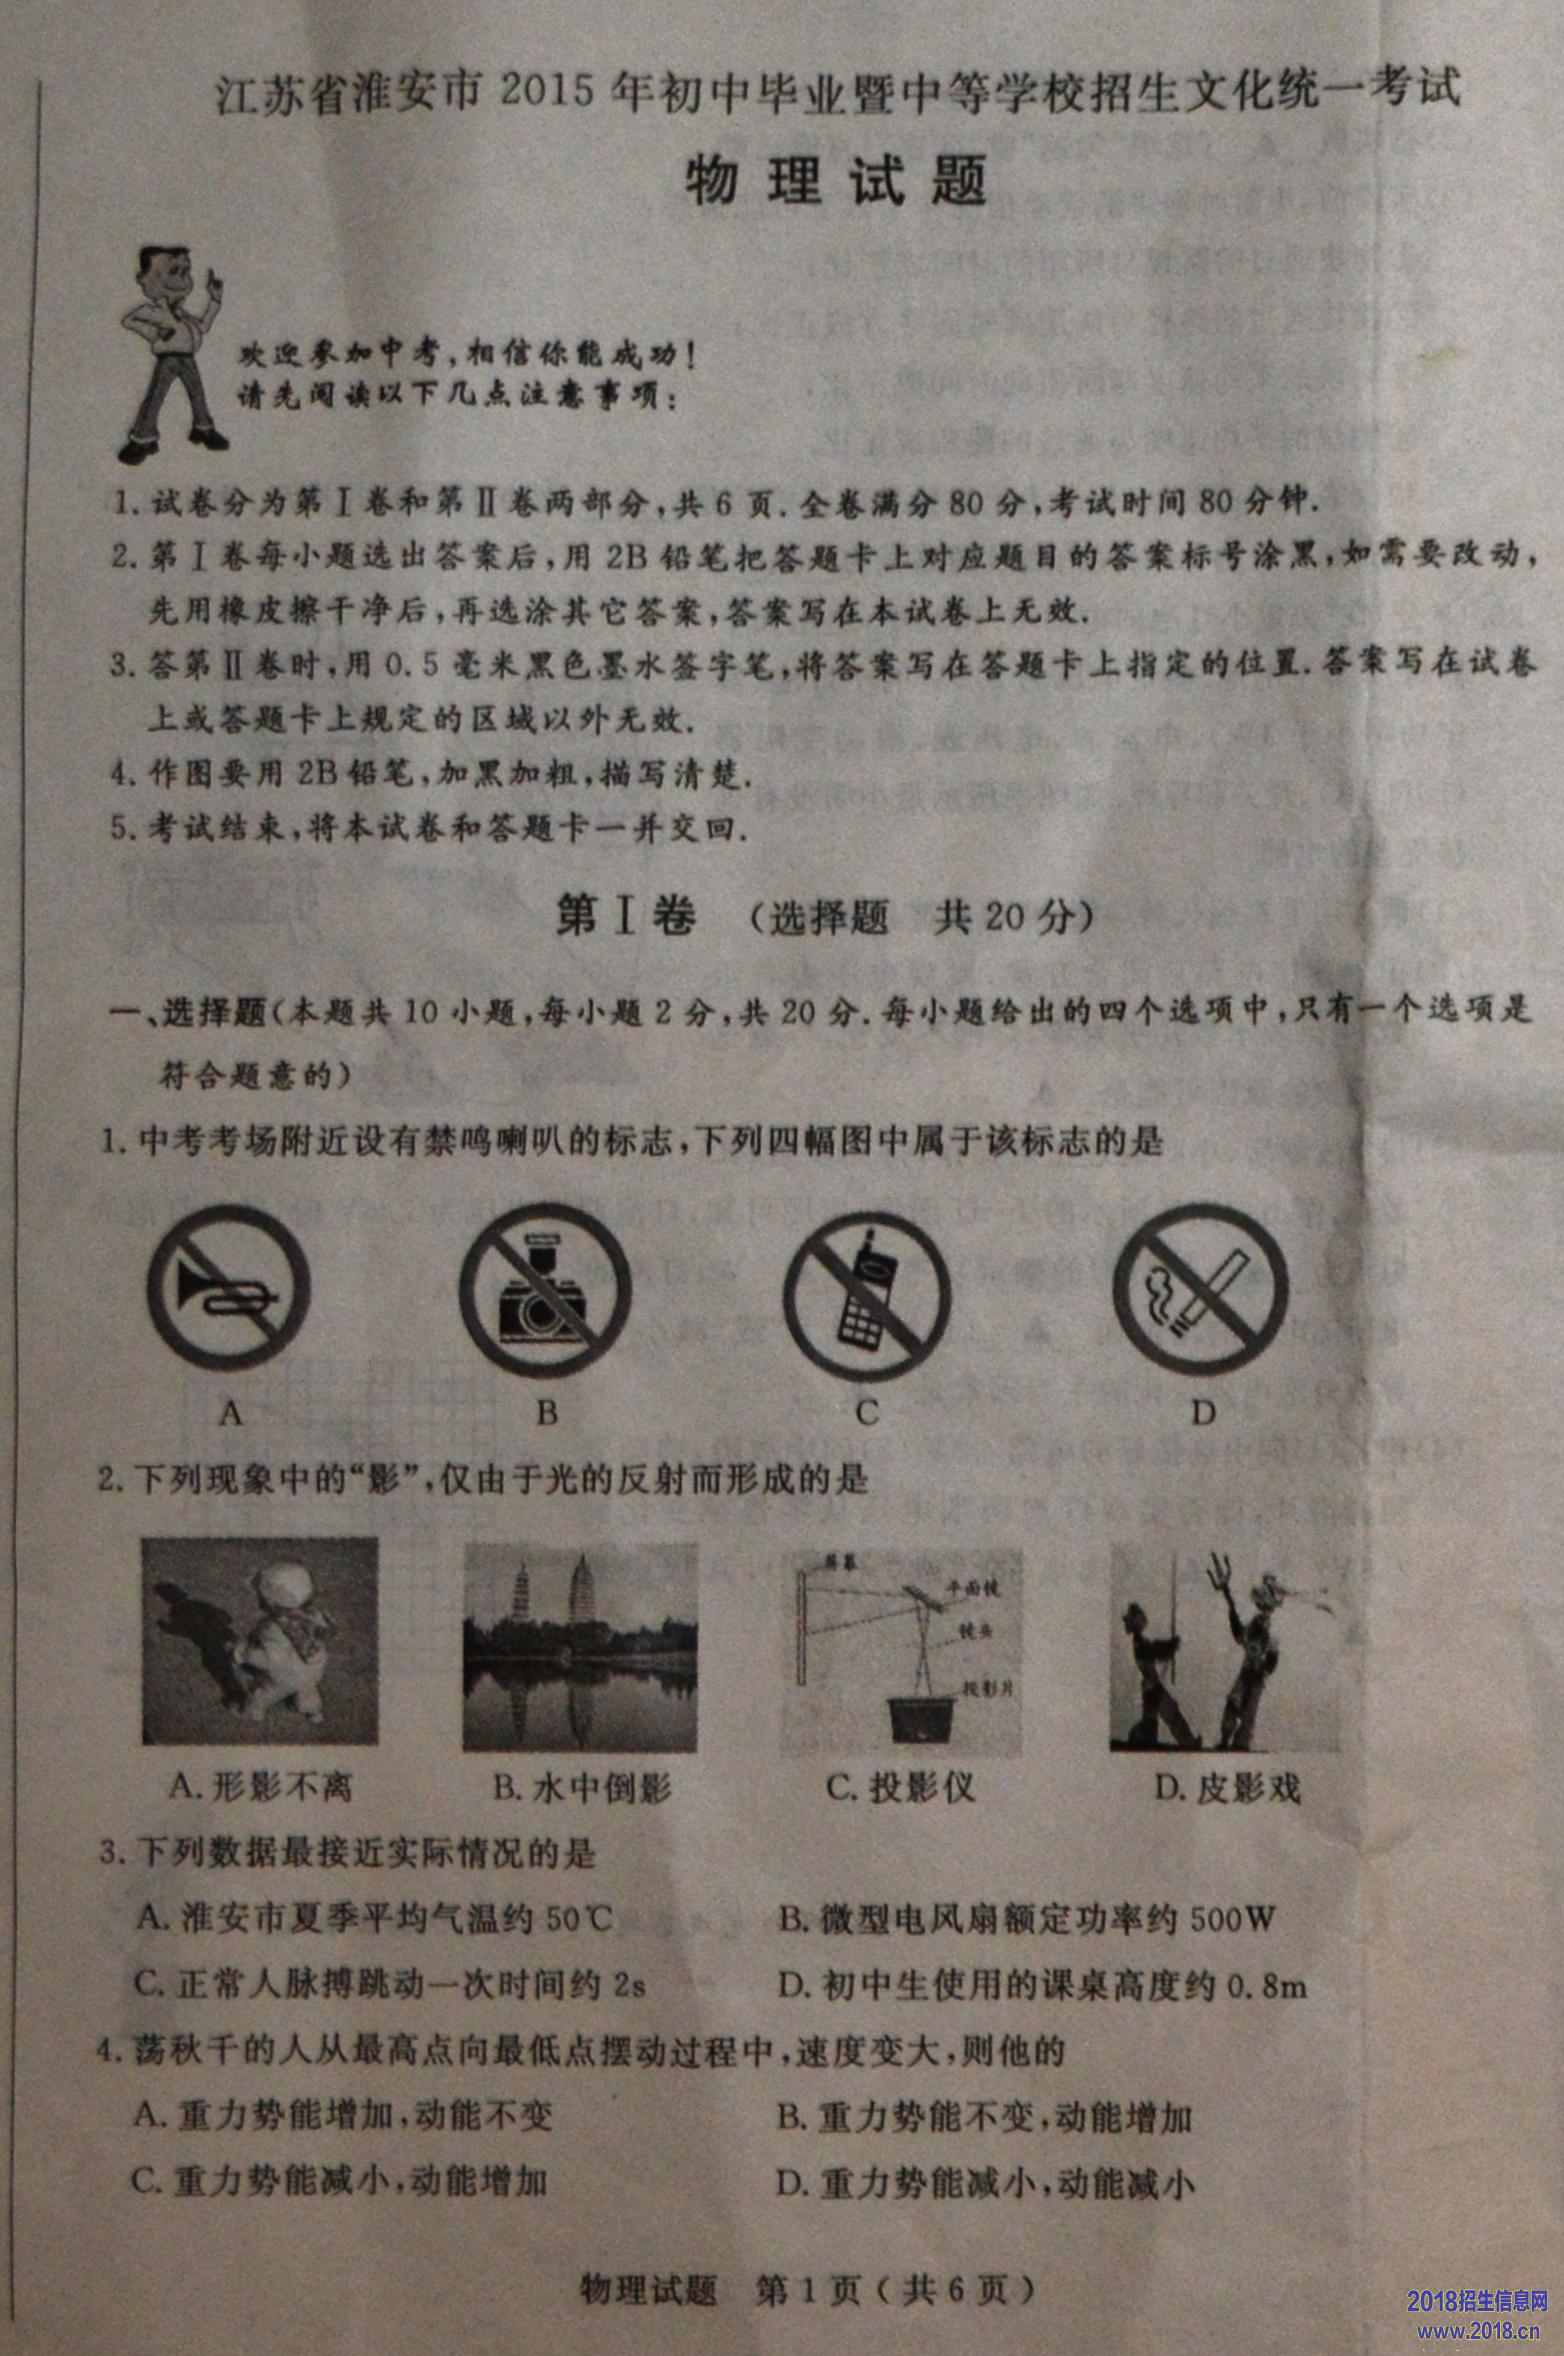 江苏省淮安市 2015 年初中毕业暨中等学校招生文化统一考试
物理试题
欢迎参加中考,相信你能成功!
请先阅读以下几点注意事项:
1. 试卷分为第Ⅰ卷和第Ⅱ卷两部分,共 6 页. 全卷满分 80 分,考试时间 80 分钟.
2. 第Ⅰ卷每小题选出答案后,用 2B 铅笔把答题卡上对应题目的答案标号涂黑,如需要改动,
先用橡皮擦干净后,再选涂其它答案,答案写在本试卷上无效.
3. 答第Ⅱ卷时,用 0.5 毫米黑色墨水签字笔,将答案写在答题卡上指定的位置. 答案写在试卷
上或答题卡上规定的区域以外无效.
4. 作图要用 2B 铅笔,加黑加粗,描写清楚.
5. 考试结束,将本试卷和答题卡一并交回.
第Ⅰ卷 (选择题 共 20 分)
一、选择题(本题共 10 小题,每小题 2 分,共 20 分. 每小题给出的四个选项中,只有一个选项是
符合题意的)
1. 中考考场附近设有禁鸣喇叭的标志,下列四幅图中属于该标志的是
A B C D
2. 下列现象中的“影”,仅由于光的反射而形成的是
屏幕
平面镜
镜头
投影片
A. 形影不离 B. 水中倒影 C. 投影仪 D. 皮影戏
3. 下列数据最接近实际情况的是
A. 淮安市夏季平均气温约 50℃ B. 微型电风扇额定功率约 500W
C. 正常人脉搏跳动一次时间约 2s D. 初中生使用的课桌高度约 0.8m
4. 荡秋千的人从最高点向最低点摆动过程中,速度变大,则他的
A. 重力势能增加,动能不变 B. 重力势能不变,动能增加
C. 重力势能减小,动能增加 D. 重力势能减小,动能减小
物理试题 第 1 页 ( 共 6 页 )
2018招生信息网
www.2018.cn